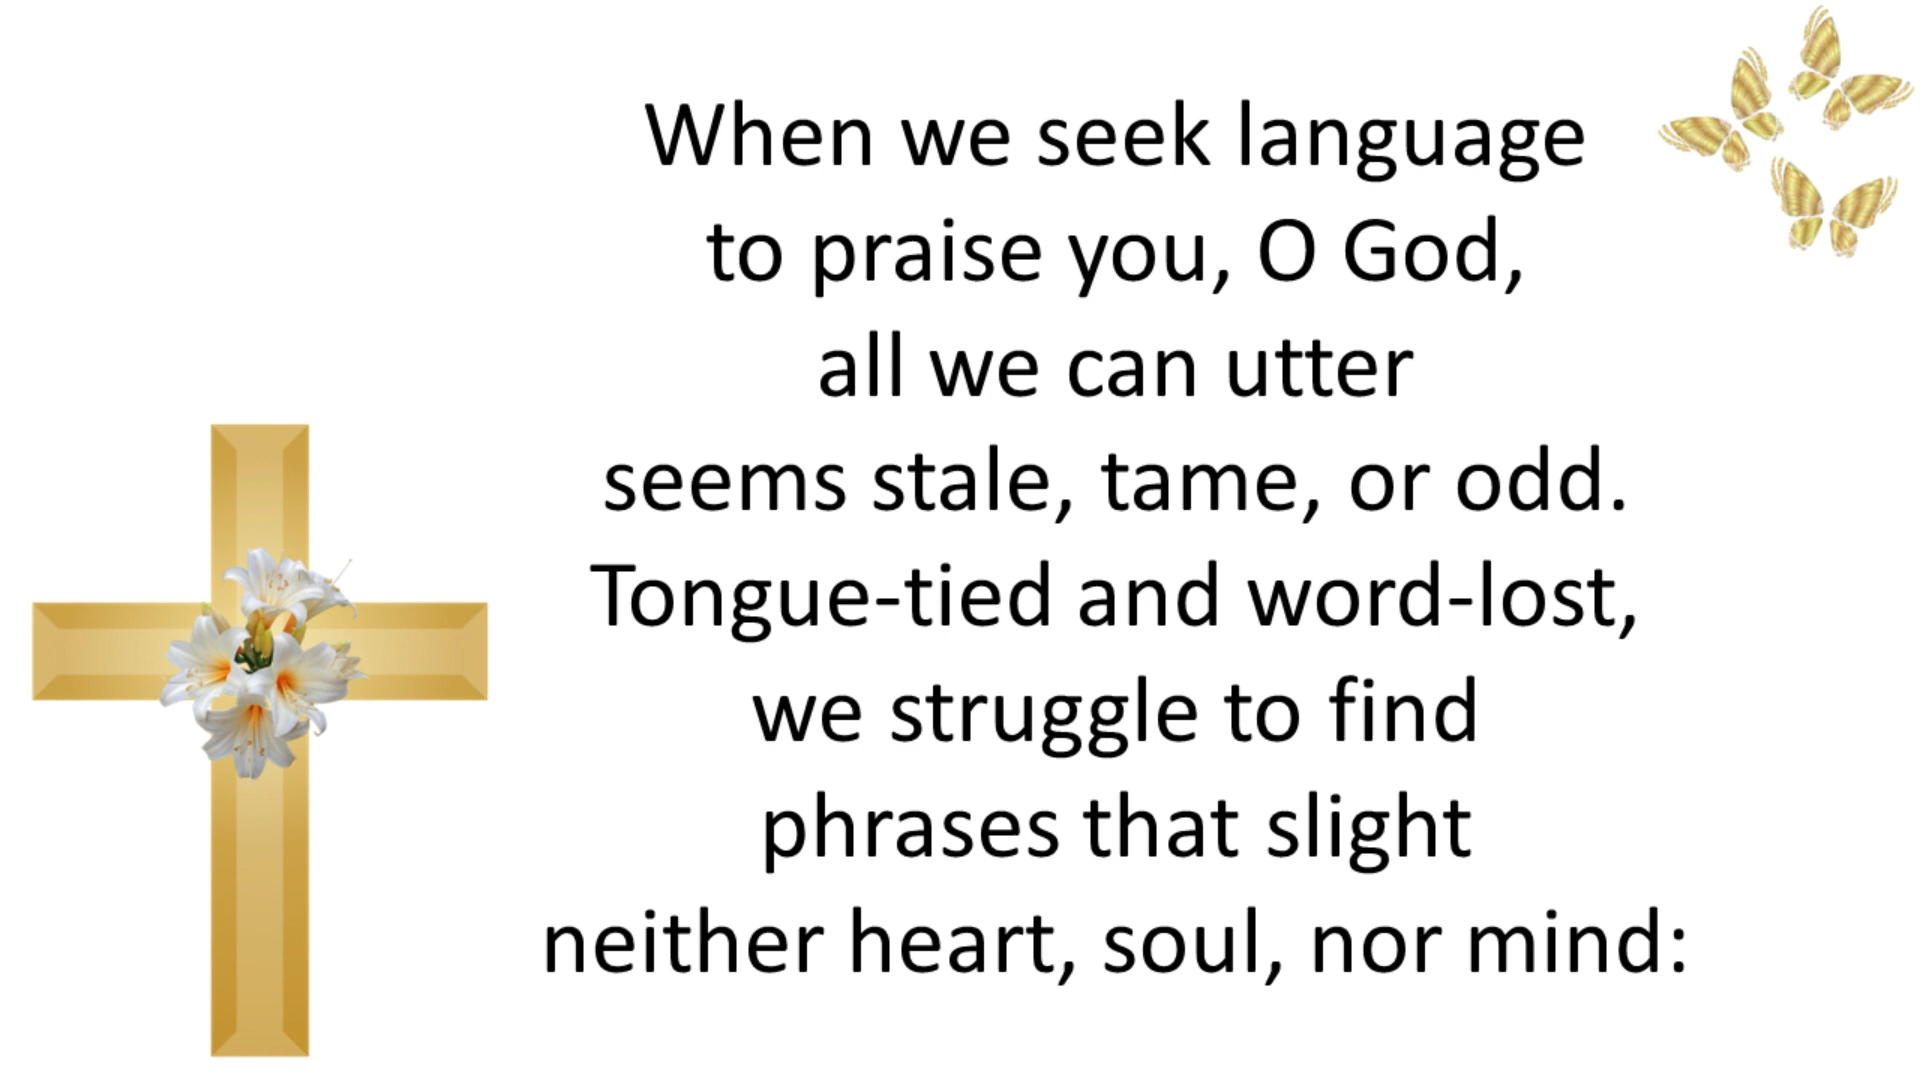 When we seek language
to praise you, O God,
all we can utter
seems stale, tame, or odd.
Tongue-tied and word-lost,
we struggle to find
phrases that slight
neither heart, soul, nor mind: